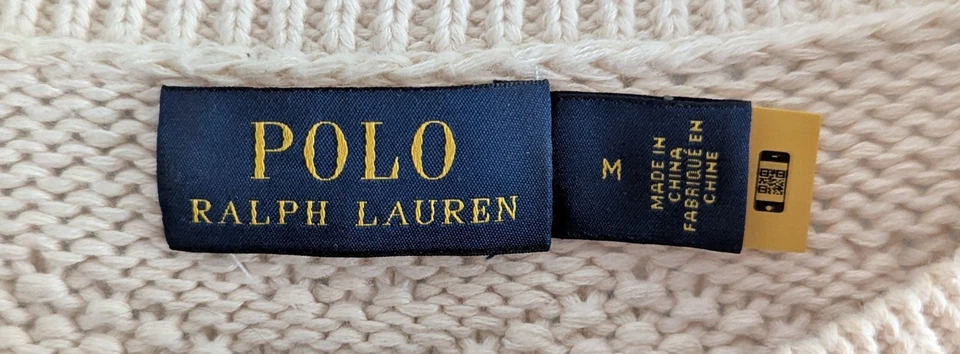 POLO
RALPH LAUREN
M
MADE IN
CHINA
FABRIQUÉ EN
CHINE